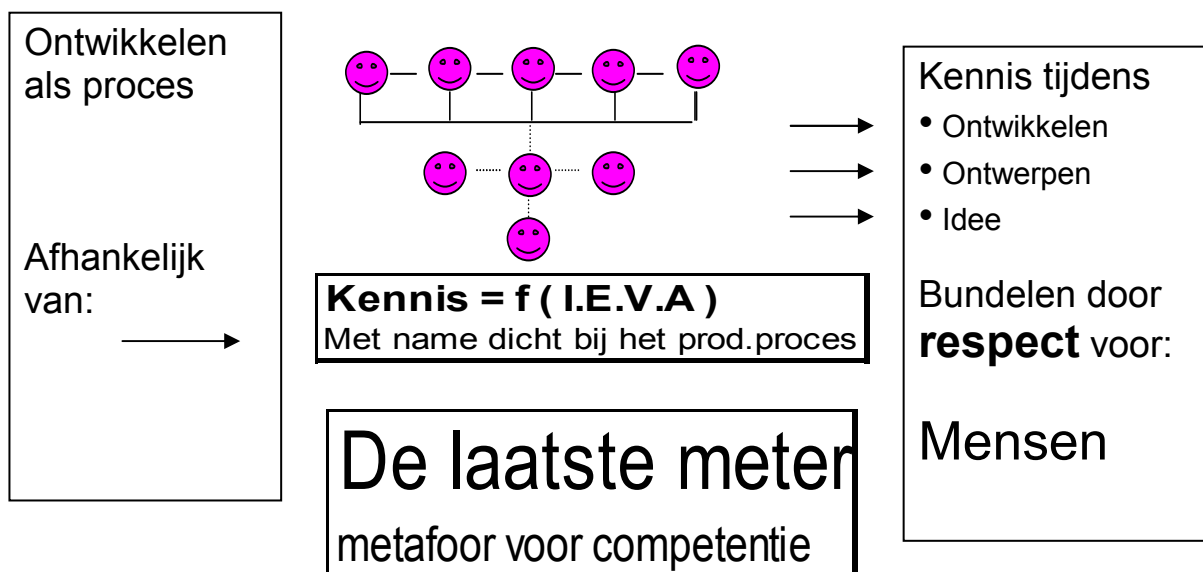 Ontwikkelen
als proces
Afhankelijk
van:
Kennis = f ( I.E.V.A )
Met name dicht bij het prod.proces
De laatste meter
metafoor voor competentie
Kennis tijdens
• Ontwikkelen
• Ontwerpen
• Idee
Bundelen door
respect voor:
Mensen